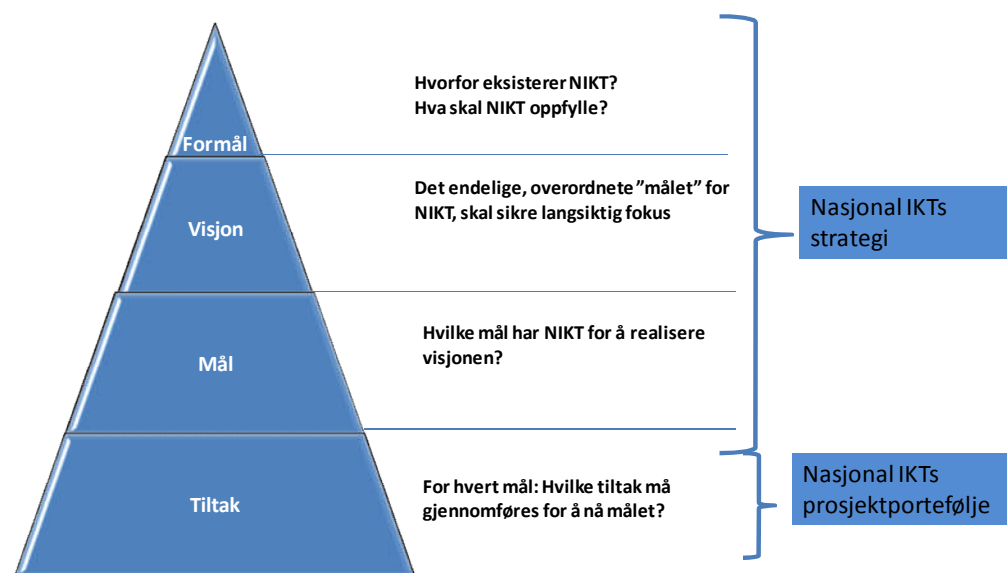 Hvorfor eksisterer NIKT?
Hva skal NIKT oppfylle?
Formål
Det endelige, overordnete ”målet” for
NIKT, skal sikre langsiktig fokus
Visjon
Nasjonal IKTs
strategi
Hvilke mål har NIKT for å realisere
visjonen?
Mål
For hvert mål: Hvilke tiltak må
gjennomføres for å nå målet?
Tiltak
Nasjonal IKTs
prosjektportefølje